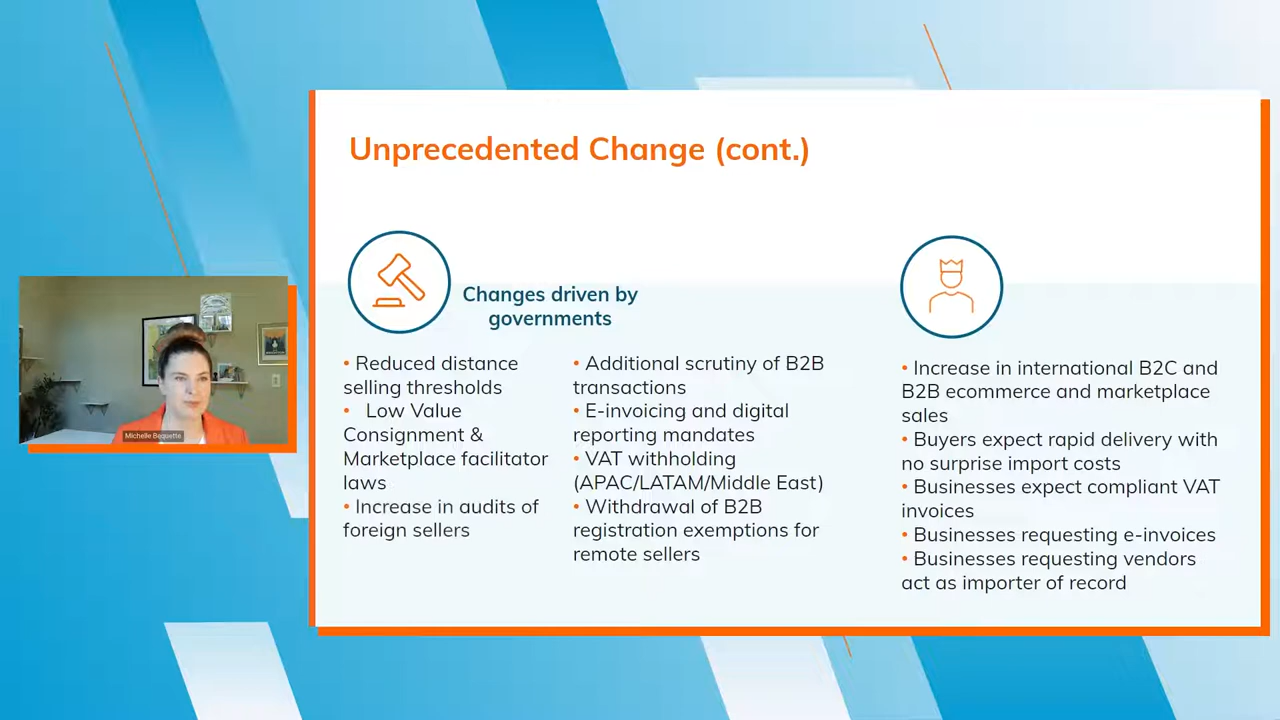 Unprecedented Change (cont.)
Changes driven by
governments
• Reduced distance
selling thresholds
• Low Value
Consignment &
Marketplace facilitator
laws
• Increase in audits of
foreign sellers
• Additional scrutiny of B2B
transactions
• E-invoicing and digital
reporting mandates
• VAT withholding
(APAC/LATAM/Middle East)
• Withdrawal of B2B
registration exemptions for
remote sellers
• Increase in international B2C and
B2B ecommerce and marketplace
sales
• Buyers expect rapid delivery with
no surprise import costs
• Businesses expect compliant VAT
invoices
• Businesses requesting e-invoices
• Businesses requesting vendors
act as importer of record
Michelle